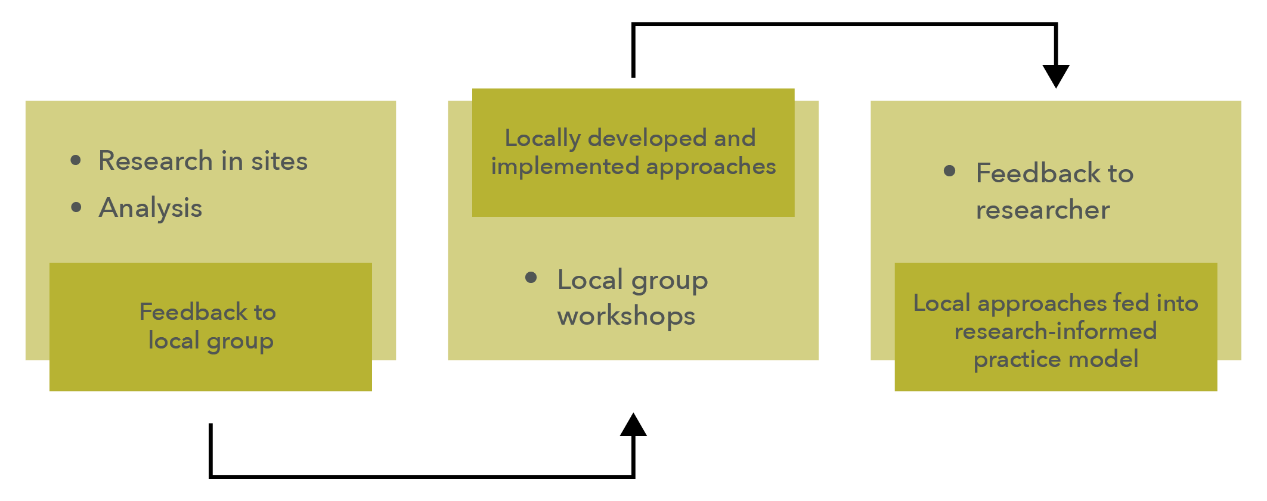 • Research in sites
• Analysis
Feedback to
local group
Locally developed and
implemented approaches
• Local group
workshops
• Feedback to
researcher
Local approaches fed into
research-informed
practice model